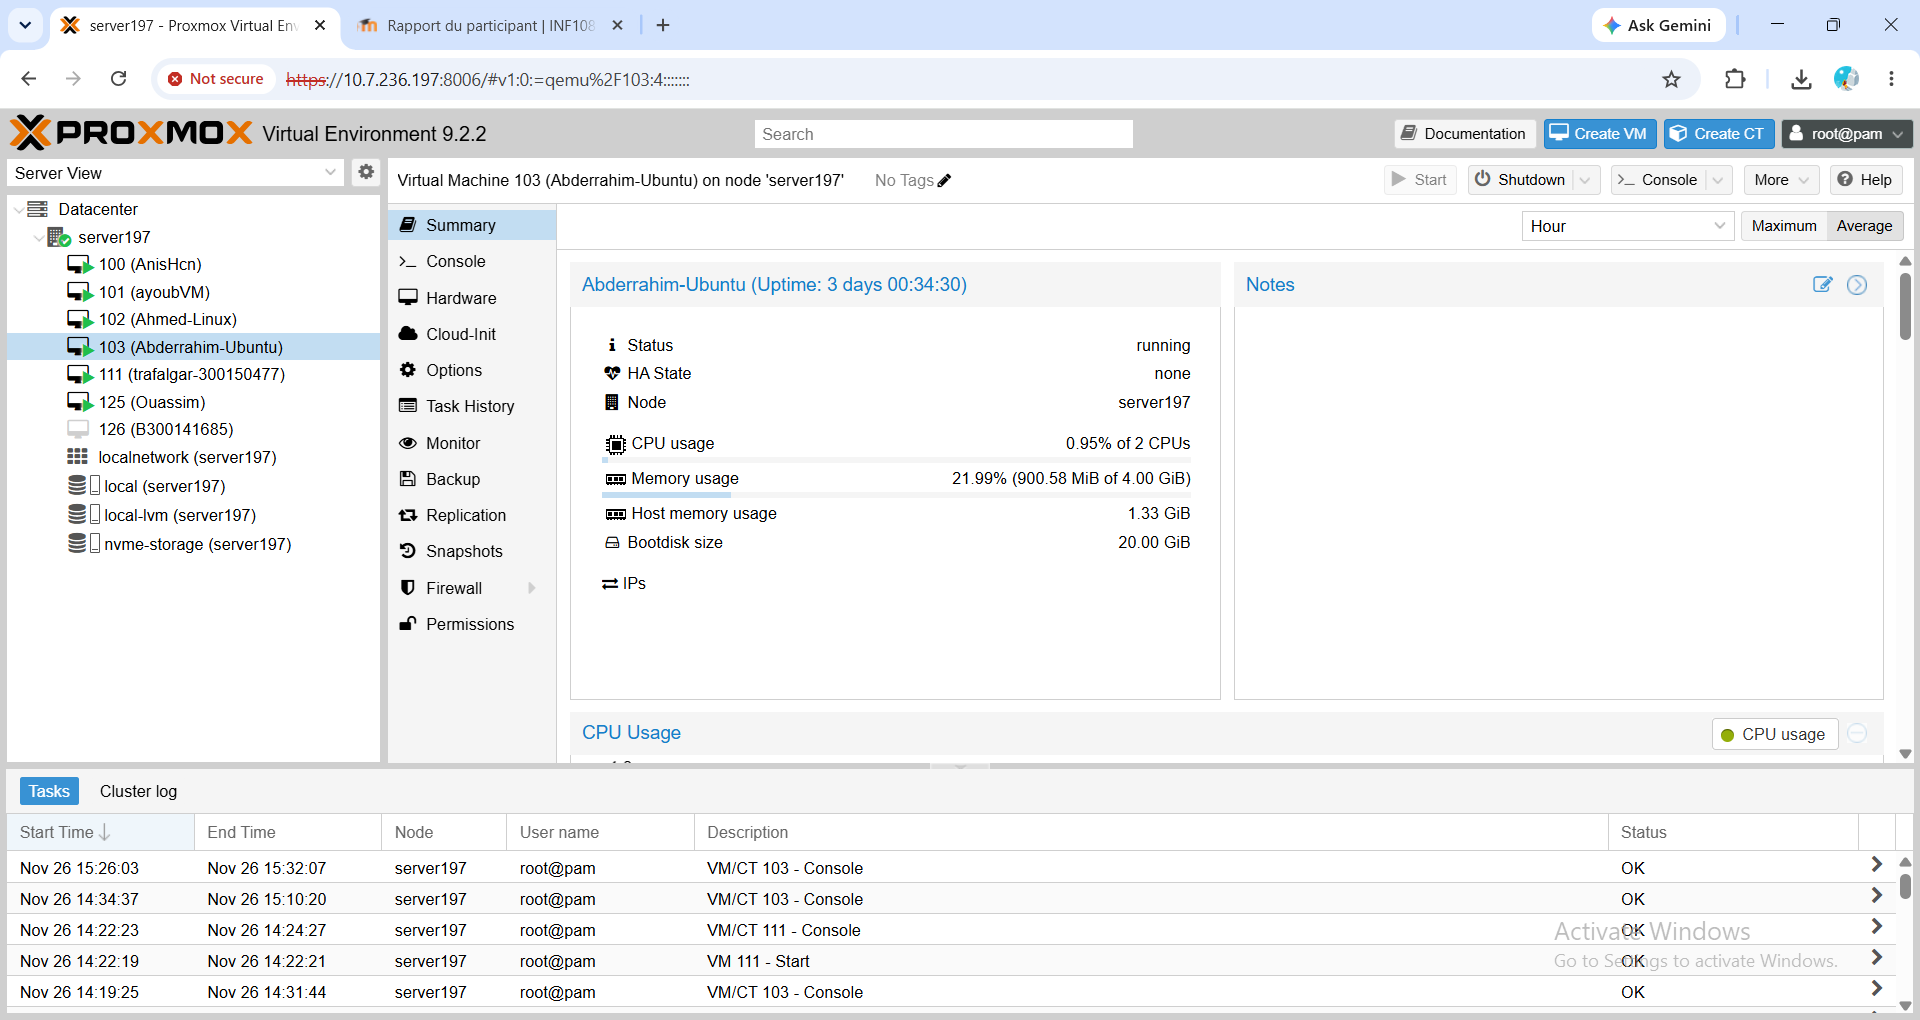 server197 - Proxmox Virtual Env
Rapport du participant | INF108
Ask Gemini
Not secure
https://10.7.236.197:8006/#v1:0:=qemu%2F103:4:::::::
PROXMOX Virtual Environment 9.2.2
Search
Documentation
Create VM
Create CT
root@pam
Server View
Virtual Machine 103 (Abderrahim-Ubuntu) on node 'server197'
No Tags
Start
Shutdown
Console
More
Help
Datacenter
server197
100 (AnisHcn)
101 (ayoubVM)
102 (Ahmed-Linux)
103 (Abderrahim-Ubuntu)
111 (trafalgar-300150477)
125 (Ouassim)
126 (B300141685)
localnetwork (server197)
local (server197)
local-lvm (server197)
nvme-storage (server197)
Summary
Console
Hardware
Cloud-Init
Options
Task History
Monitor
Backup
Replication
Snapshots
Firewall
Permissions
Hour
Maximum
Average
Abderrahim-Ubuntu (Uptime: 3 days 00:34:30)
Status running
HA State none
Node server197
CPU usage 0.95% of 2 CPUs
Memory usage 21.99% (900.58 MiB of 4.00 GiB)
Host memory usage 1.33 GiB
Bootdisk size 20.00 GiB
IPs
Notes
CPU Usage
CPU usage
Tasks
Cluster log
Start Time End Time Node User name Description Status
Nov 26 15:26:03 Nov 26 15:32:07 server197 root@pam VM/CT 103 - Console OK
Nov 26 14:34:37 Nov 26 15:10:20 server197 root@pam VM/CT 103 - Console OK
Nov 26 14:22:23 Nov 26 14:24:27 server197 root@pam VM/CT 111 - Console OK
Nov 26 14:22:19 Nov 26 14:22:21 server197 root@pam VM 111 - Start OK
Nov 26 14:19:25 Nov 26 14:31:44 server197 root@pam VM/CT 103 - Console OK
Activate Windows
Go to Settings to activate Windows.